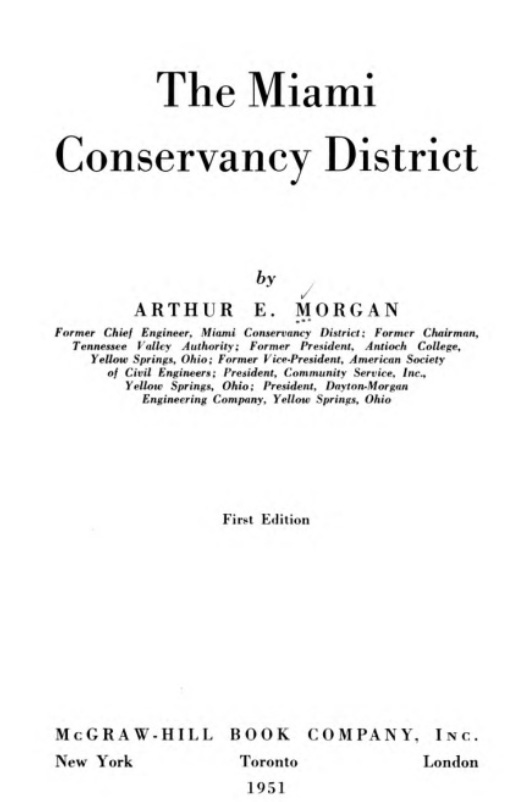 The Miami
Conservancy District
by
ARTHUR E. MORGAN
Former Chief Engineer, Miami Conservancy District; Former Chairman,
Tennessee Valley Authority; Former President, Antioch College,
Yellow Springs, Ohio; Former Vice-President, American Society
of Civil Engineers; President, Community Service, Inc.,
Yellow Springs, Ohio; President, Dayton-Morgan
Engineering Company, Yellow Springs, Ohio
First Edition
McGRAW-HILL BOOK COMPANY, INC.
New York Toronto London
1951